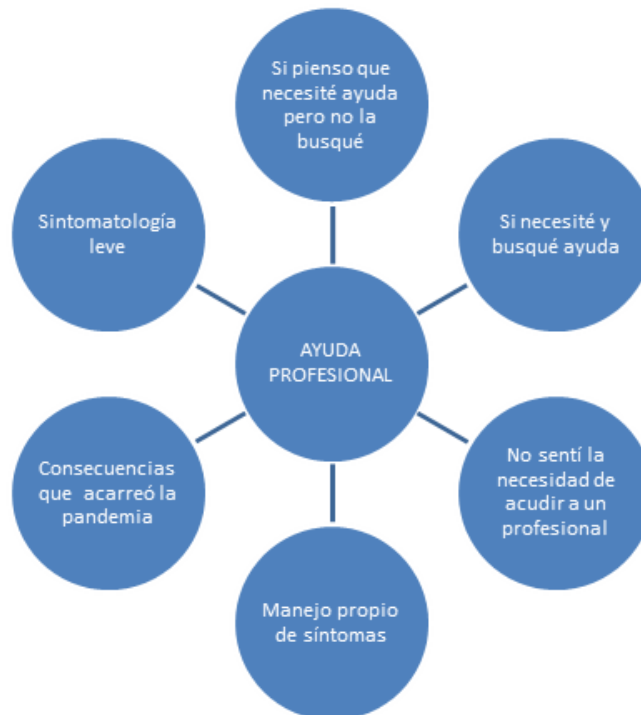 Si pienso que
necesité ayuda
pero no la
busqué
Sintomatología
leve
Si necesité y
busqué ayuda
AYUDA
PROFESIONAL
Consecuencias
que acarreó la
pandemia
No sentí la
necesidad de
acudir a un
profesional
Manejo propio
de síntomas